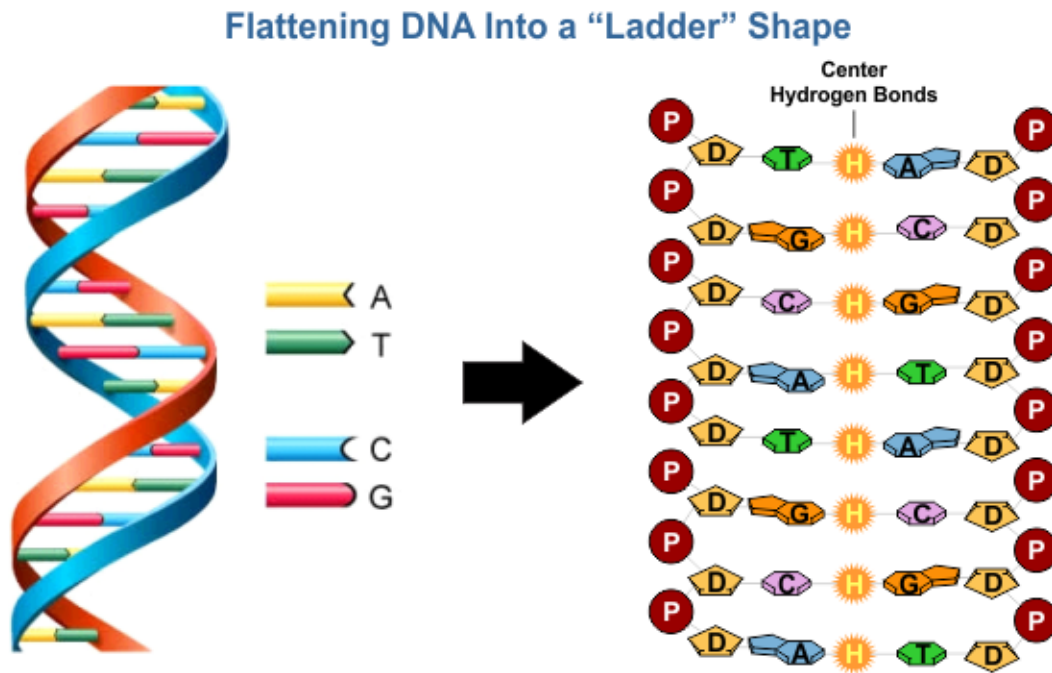 Flattening DNA Into a “Ladder” Shape
A
T
C
G
Center
Hydrogen Bonds
P P
D T H A D
P P
D G H C D
P P
D C H G D
P P
D A H T D
P P
D T H A D
P P
D G H C D
P P
D C H G D
P P
D A H T D